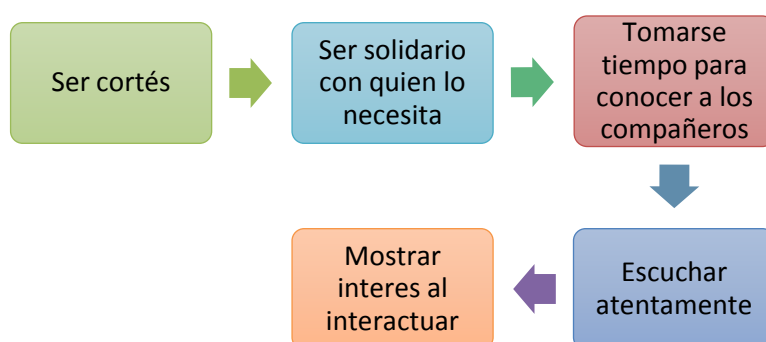 Ser cortés
Ser solidario
con quien lo
necesita
Tomarse
tiempo para
conocer a los
compañeros
Escuchar
atentamente
Mostrar
interes al
interactuar